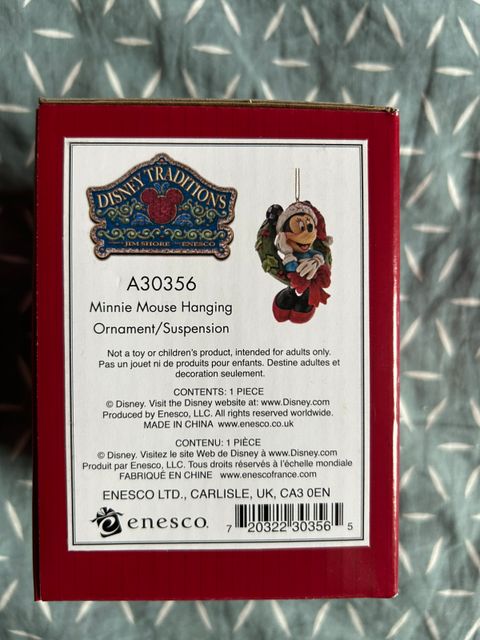 DISNEY TRADITIONS
JIM SHORE ENESCO
A30356
Minnie Mouse Hanging
Ornament/Suspension
Not a toy or children's product, intended for adults only.
Pas un jouet ni de produits pour enfants. Destine adultes et
decoration seulement.
CONTENTS: 1 PIECE
© Disney. Visit the Disney website at: www.Disney.com
Produced by Enesco, LLC. All rights reserved worldwide.
MADE IN CHINA www.enesco.co.uk
CONTENU: 1 PIÈCE
© Disney. Visitez le site Web de Disney à www.Disney.com
Produit par Enesco, LLC. Tous droits réservés à l'échelle mondiale
FABRIQUÉ EN CHINE www.enescofrance.com
ENESCO LTD., CARLISLE, UK, CA3 0EN
enesco.
7 20322 30356 5